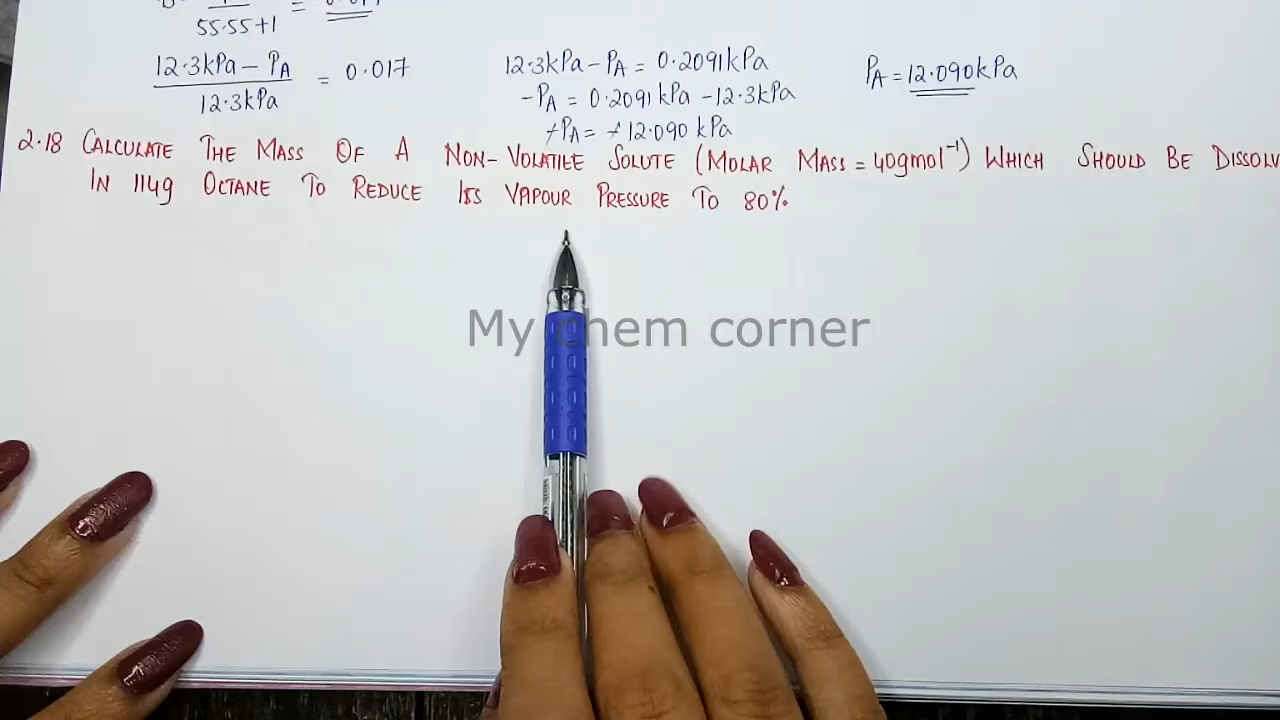 55.55+1 =
12.3kPa - PA / 12.3kPa = 0.017
12.3kPa - PA = 0.2091kPa
-PA = 0.2091kPa - 12.3kPa
-PA = -12.090 kPa
PA = 12.090kPa
2.18 CALCULATE THE MASS OF A NON-VOLATILE SOLUTE (MOLAR MASS = 40gmol⁻¹) WHICH SHOULD BE DISSOLV
IN 114g OCTANE TO REDUCE ITS VAPOUR PRESSURE TO 80%
My chem corner